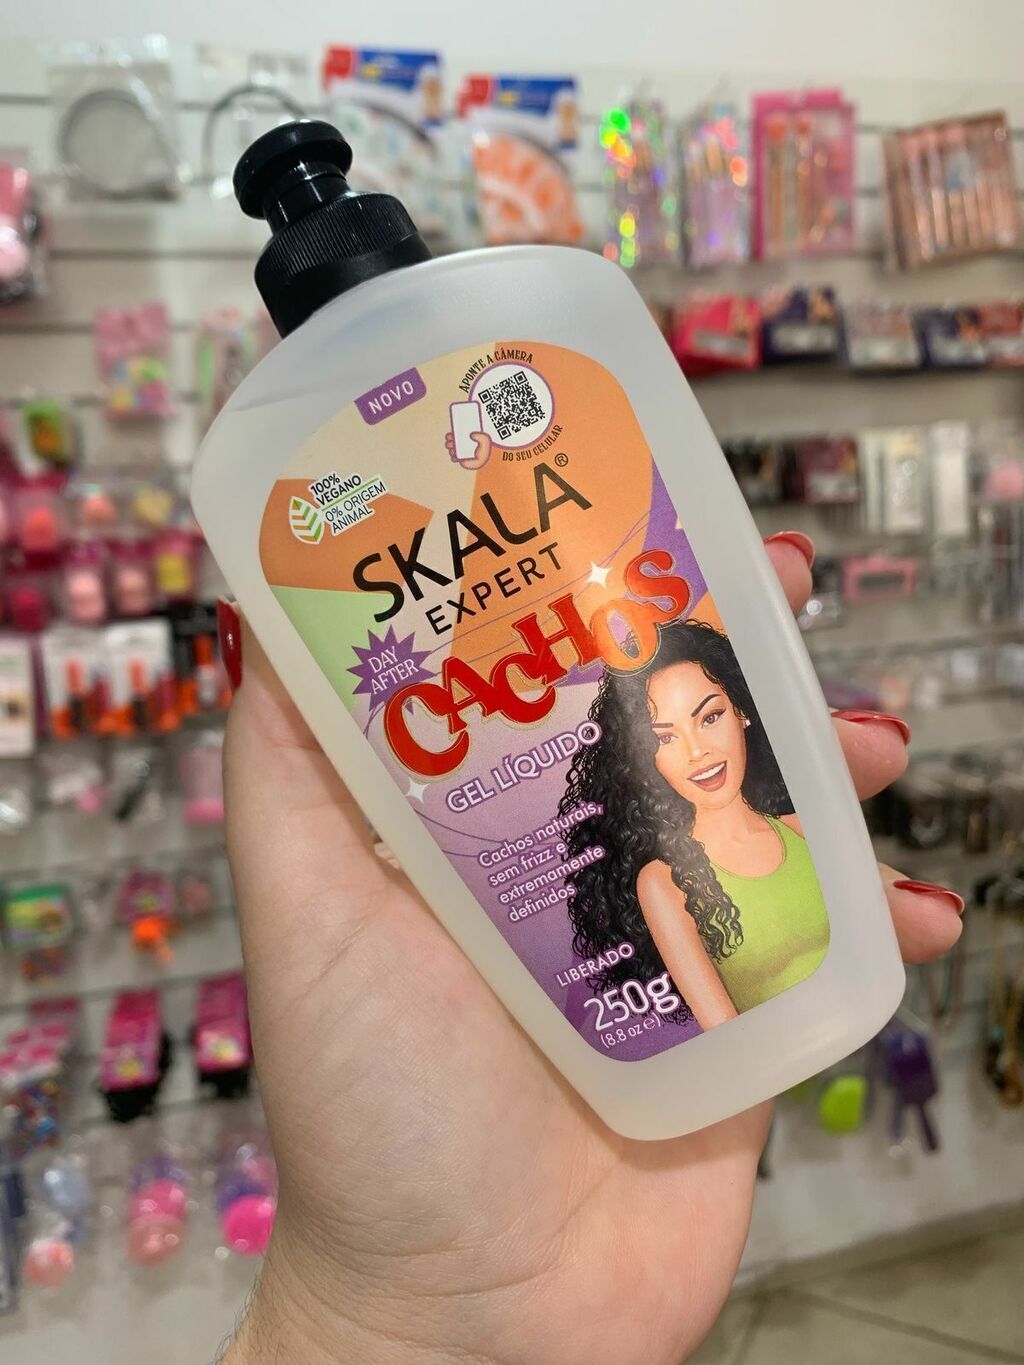 NOVO
APONTE A CÂMERA
DO SEU CELULAR
100%
VEGANO
0% ORIGEM
ANIMAL
SKALA®
EXPERT
DAY
AFTER
CACHOS
GEL LÍQUIDO
Cachos naturais,
sem frizz e
extremamente
definidos
LIBERADO
250g
(8.8 oz e)